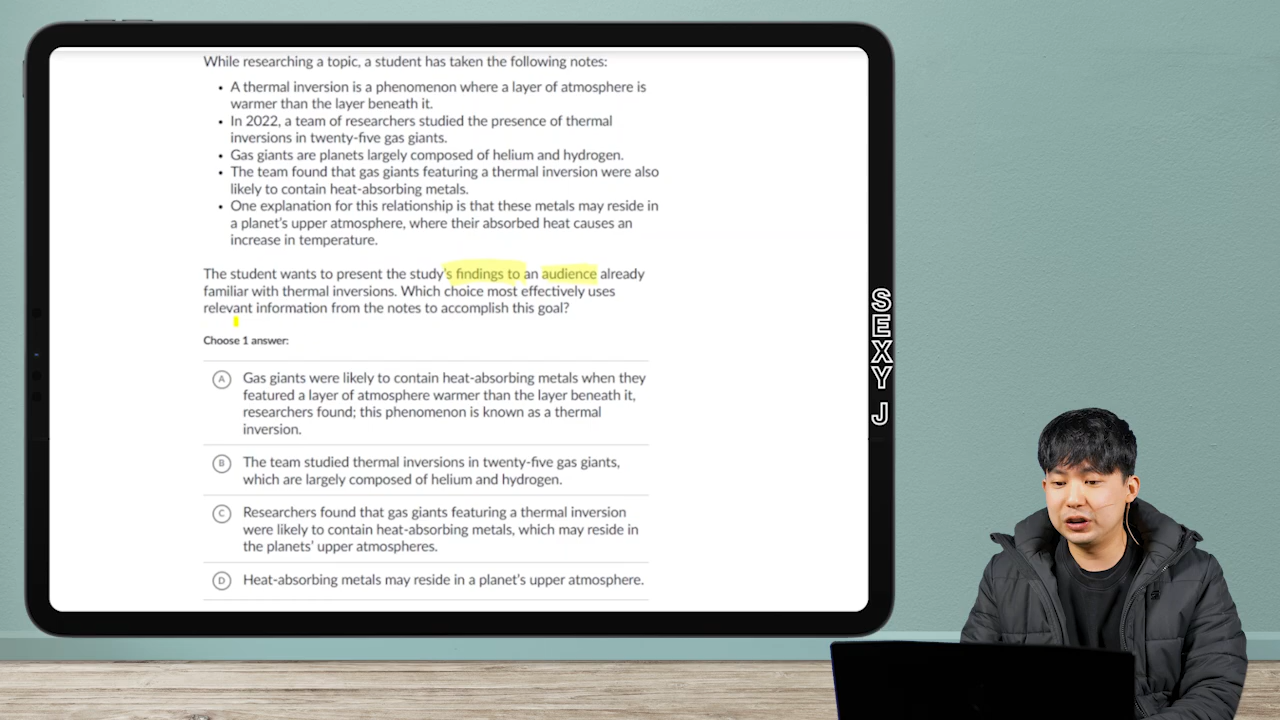 While researching a topic, a student has taken the following notes:
• A thermal inversion is a phenomenon where a layer of atmosphere is
warmer than the layer beneath it.
• In 2022, a team of researchers studied the presence of thermal
inversions in twenty-five gas giants.
• Gas giants are planets largely composed of helium and hydrogen.
• The team found that gas giants featuring a thermal inversion were also
likely to contain heat-absorbing metals.
• One explanation for this relationship is that these metals may reside in
a planet's upper atmosphere, where their absorbed heat causes an
increase in temperature.
The student wants to present the study's findings to an audience already
familiar with thermal inversions. Which choice most effectively uses
relevant information from the notes to accomplish this goal?
Choose 1 answer:
A Gas giants were likely to contain heat-absorbing metals when they
featured a layer of atmosphere warmer than the layer beneath it,
researchers found; this phenomenon is known as a thermal
inversion.
B The team studied thermal inversions in twenty-five gas giants,
which are largely composed of helium and hydrogen.
C Researchers found that gas giants featuring a thermal inversion
were likely to contain heat-absorbing metals, which may reside in
the planets' upper atmospheres.
D Heat-absorbing metals may reside in a planet's upper atmosphere.
SEXY J